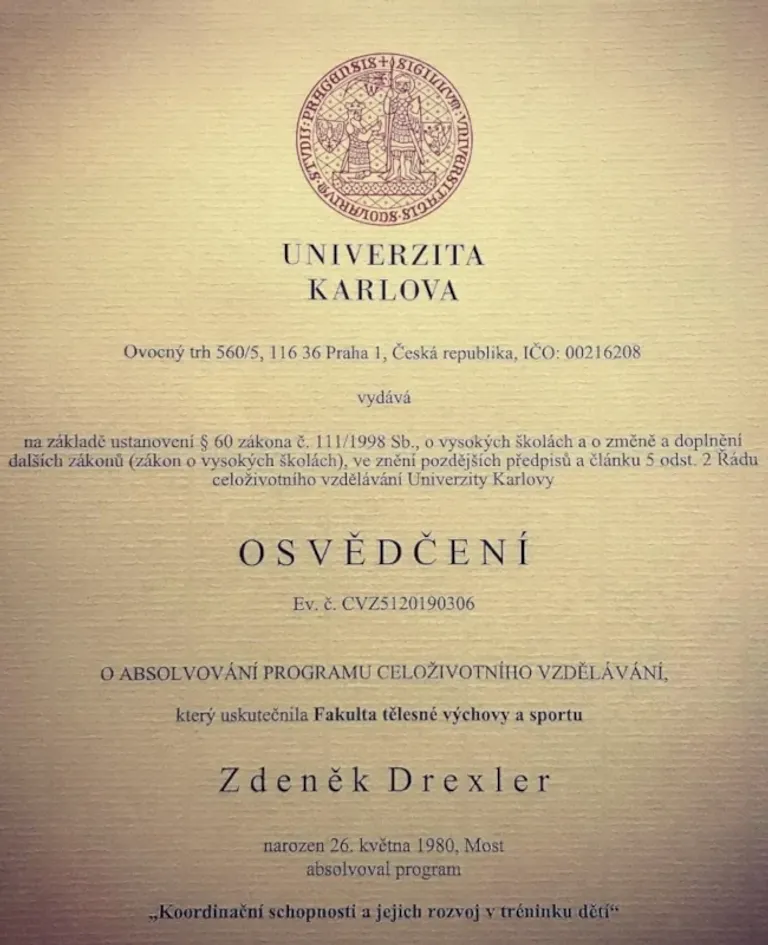 SIGILLUM · UNIVERSITATIS · SCOLARIUM · STUDII · PRAGENSIS +
UNIVERZITA
KARLOVA
Ovocný trh 560/5, 116 36 Praha 1, Česká republika, IČO: 00216208
vydává
na základě ustanovení § 60 zákona č. 111/1998 Sb., o vysokých školách a o změně a doplnění
dalších zákonů (zákon o vysokých školách), ve znění pozdějších předpisů a článku 5 odst. 2 Řádu
celoživotního vzdělávání Univerzity Karlovy
OSVĚDČENÍ
Ev. č. CVZ5120190306
O ABSOLVOVÁNÍ PROGRAMU CELOŽIVOTNÍHO VZDĚLÁVÁNÍ,
který uskutečnila Fakulta tělesné výchovy a sportu
Zdeněk Drexler
narozen 26. května 1980, Most
absolvoval program
„Koordinační schopnosti a jejich rozvoj v tréninku dětí“